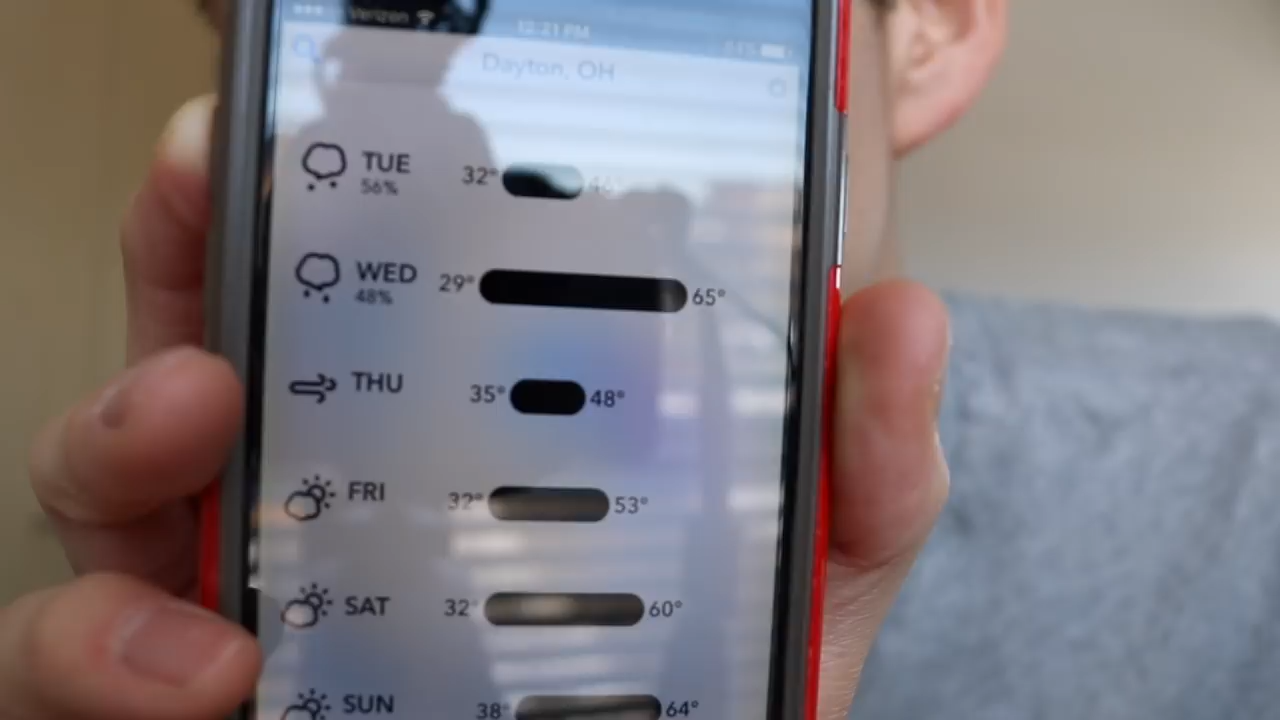 Verizon
12:21 PM
Dayton, OH
TUE
56%
32° 46°
WED
48%
29° 65°
THU
35° 48°
FRI
32° 53°
SAT
32° 60°
SUN
38° 64°